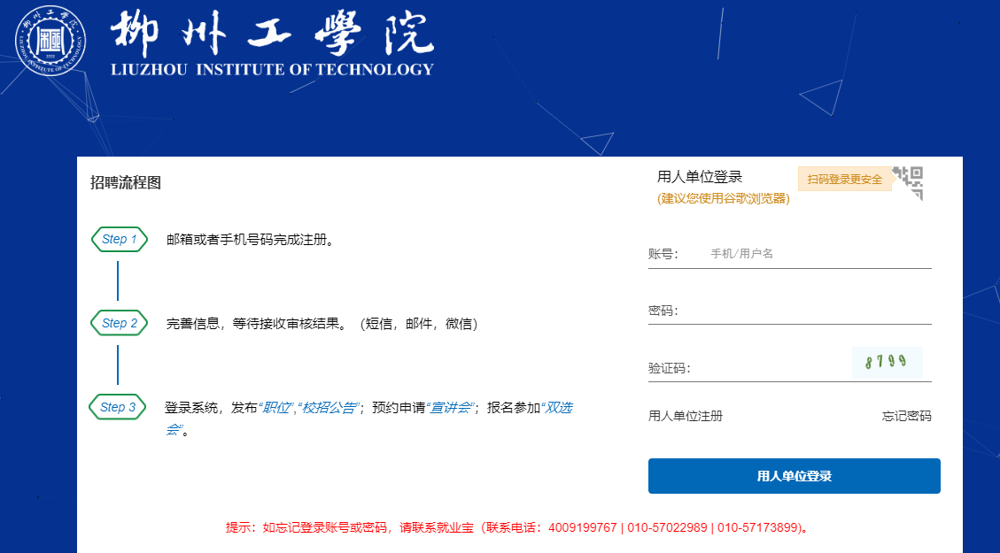 柳州工學院
LIUZHOU INSTITUTE OF TECHNOLOGY
招聘流程图
Step 1
邮箱或者手机号码完成注册。
Step 2
完善信息，等待接收审核结果。（短信，邮件，微信）
Step 3
登录系统，发布“职位”,“校招公告”；预约申请“宣讲会”；报名参加“双选
会”。
用人单位登录
(建议您使用谷歌浏览器)
扫码登录更安全
账号： 手机/用户名
密码：
验证码： 8799
用人单位注册 忘记密码
用人单位登录
提示：如忘记登录账号或密码，请联系就业宝（联系电话：4009199767 | 010-57022989 | 010-57173899)。